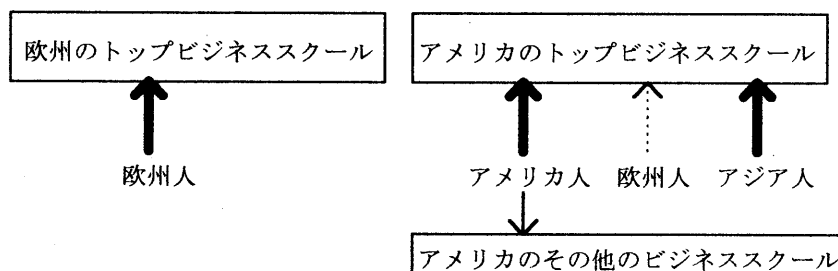 欧州のトップビジネススクール
アメリカのトップビジネススクール
欧州人
アメリカ人
欧州人
アジア人
アメリカのその他のビジネススクール